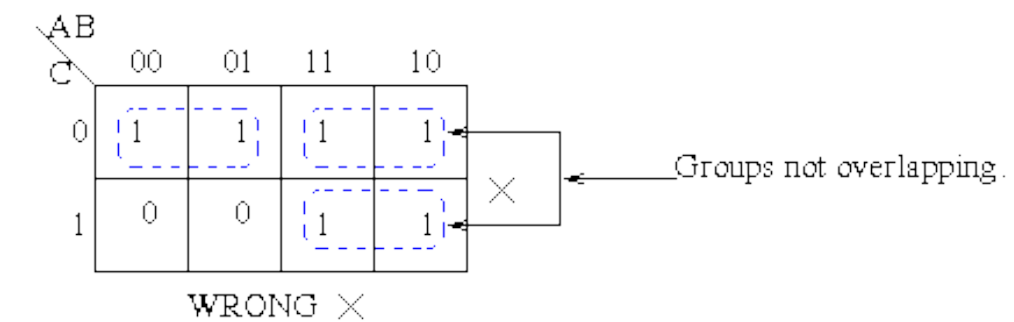 AB
C 00 01 11 10
0 1 1 1 1
Groups not overlapping.
1 0 0 1 1
WRONG X